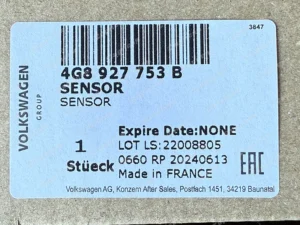 3847
VOLKSWAGEN
GROUP
4G8 927 753 B
SENSOR
SENSOR
Expire Date:NONE
1 LOT LS: 22008805
Stüeck 0660 RP 20240613
Made in FRANCE
EAC
Volkswagen AG, Konzern After Sales, Postfach 1451, 34219 Baunatal